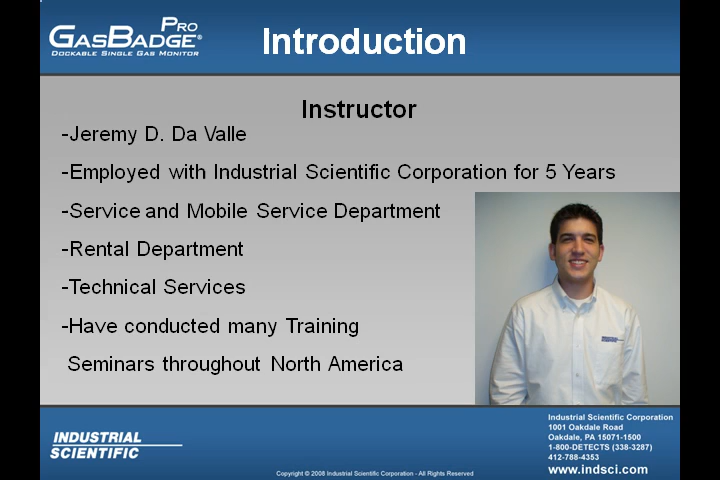 GASBADGE PRO®
DOCKABLE SINGLE GAS MONITOR
Introduction
Instructor
-Jeremy D. Da Valle
-Employed with Industrial Scientific Corporation for 5 Years
-Service and Mobile Service Department
-Rental Department
-Technical Services
-Have conducted many Training
Seminars throughout North America
INDUSTRIAL
SCIENTIFIC
INDUSTRIAL
SCIENTIFIC
Industrial Scientific Corporation
1001 Oakdale Road
Oakdale, PA 15071-1500
1-800-DETECTS (338-3287)
412-788-4353
www.indsci.com
Copyright © 2008 Industrial Scientific Corporation - All Rights Reserved